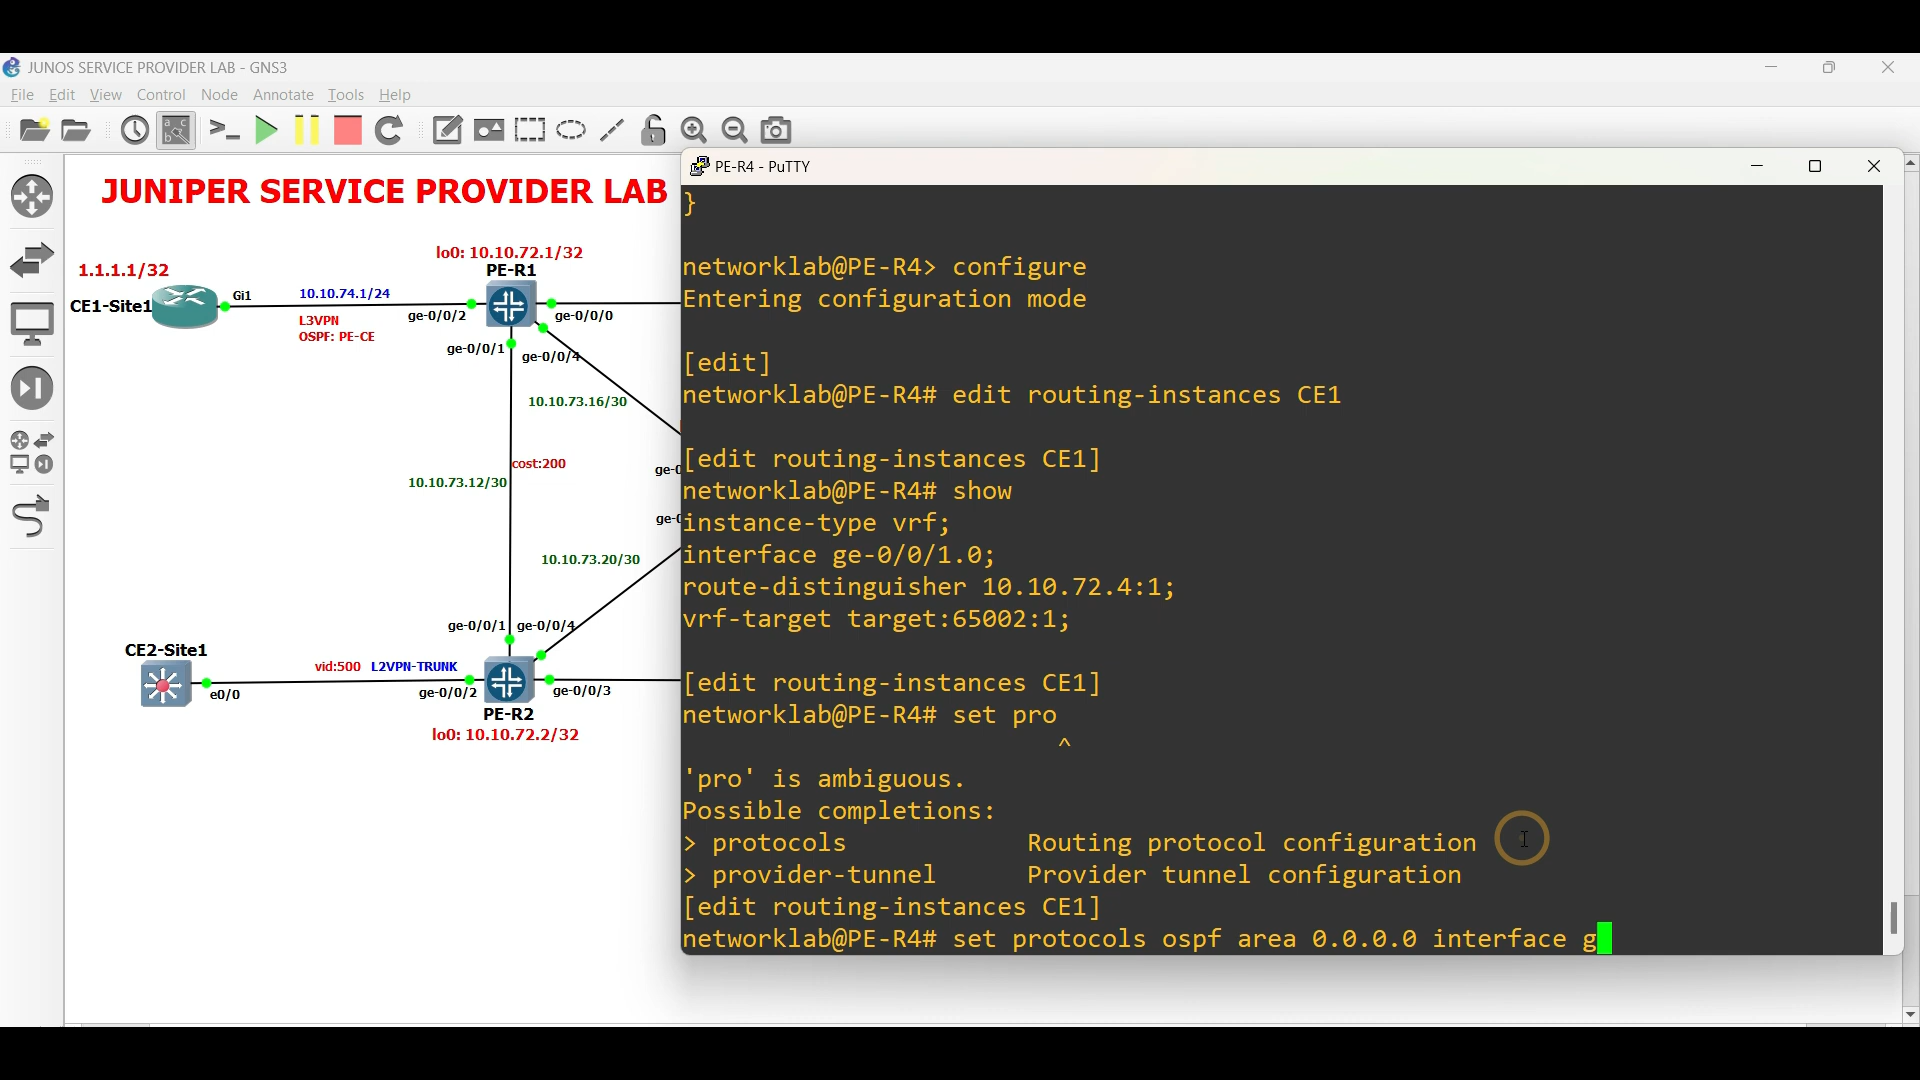 JUNOS SERVICE PROVIDER LAB - GNS3
File Edit View Control Node Annotate Tools Help
JUNIPER SERVICE PROVIDER LAB
lo0: 10.10.72.1/32
PE-R1
1.1.1.1/32
CE1-Site1
Gi1
10.10.74.1/24
L3VPN
OSPF: PE-CE
ge-0/0/2
ge-0/0/0
ge-0/0/1
ge-0/0/4
10.10.73.16/30
cost:200
10.10.73.12/30
ge-0
ge-0
10.10.73.20/30
ge-0/0/1
ge-0/0/4
CE2-Site1
vid:500 L2VPN-TRUNK
e0/0
ge-0/0/2
ge-0/0/3
PE-R2
lo0: 10.10.72.2/32
PE-R4 - PuTTY
}
networklab@PE-R4> configure
Entering configuration mode
[edit]
networklab@PE-R4# edit routing-instances CE1
[edit routing-instances CE1]
networklab@PE-R4# show
instance-type vrf;
interface ge-0/0/1.0;
route-distinguisher 10.10.72.4:1;
vrf-target target:65002:1;
[edit routing-instances CE1]
networklab@PE-R4# set pro
^
'pro' is ambiguous.
Possible completions:
> protocols Routing protocol configuration
> provider-tunnel Provider tunnel configuration
[edit routing-instances CE1]
networklab@PE-R4# set protocols ospf area 0.0.0.0 interface g